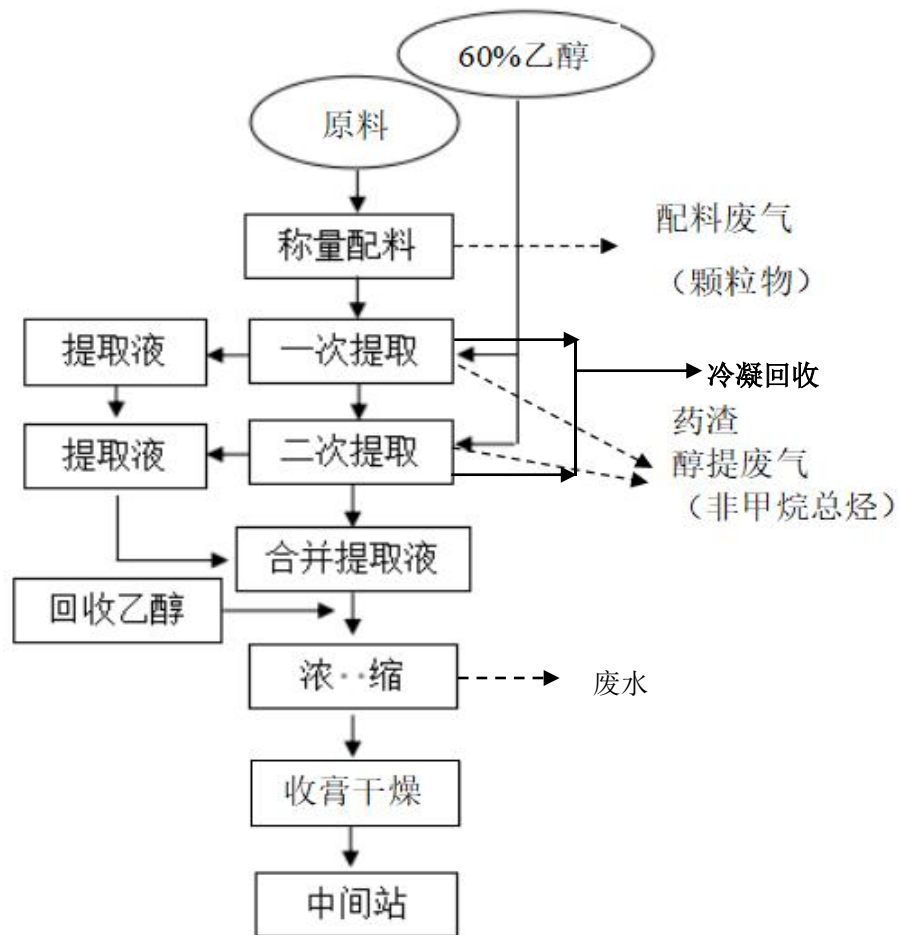 60%乙醇
原料
称量配料
配料废气
（颗粒物）
提取液
一次提取
冷凝回收
药渣
提取液
二次提取
醇提废气
（非甲烷总烃）
合并提取液
回收乙醇
浓··缩
废水
收膏干燥
中间站